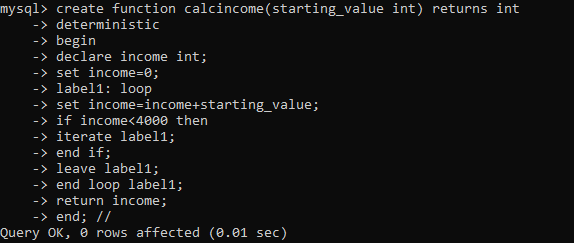 mysql> create function calcincome(starting_value int) returns int
-> deterministic
-> begin
-> declare income int;
-> set income=0;
-> label1: loop
-> set income=income+starting_value;
-> if income<4000 then
-> iterate label1;
-> end if;
-> leave label1;
-> end loop label1;
-> return income;
-> end; //
Query OK, 0 rows affected (0.01 sec)